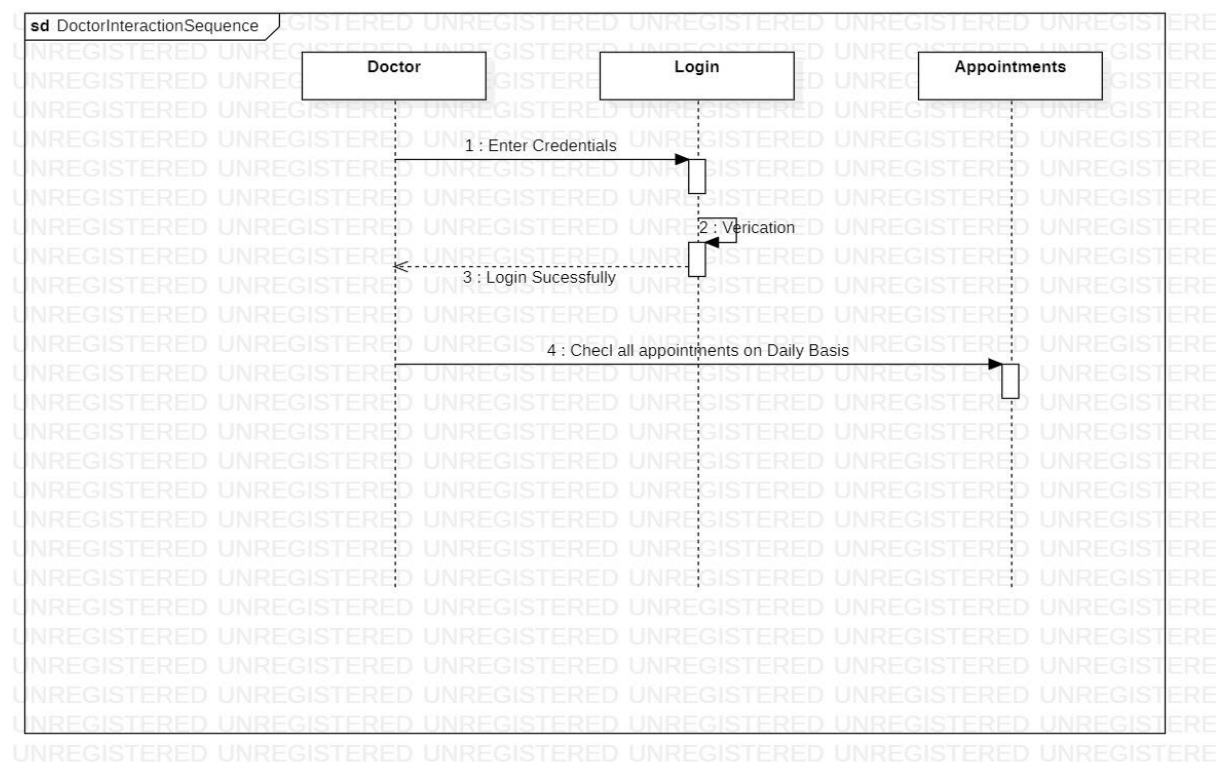 sd DoctorInteractionSequence
Doctor
Login
Appointments
1 : Enter Credentials
2 : Verication
3 : Login Sucessfully
4 : Checl all appointments on Daily Basis
UNREGISTERED